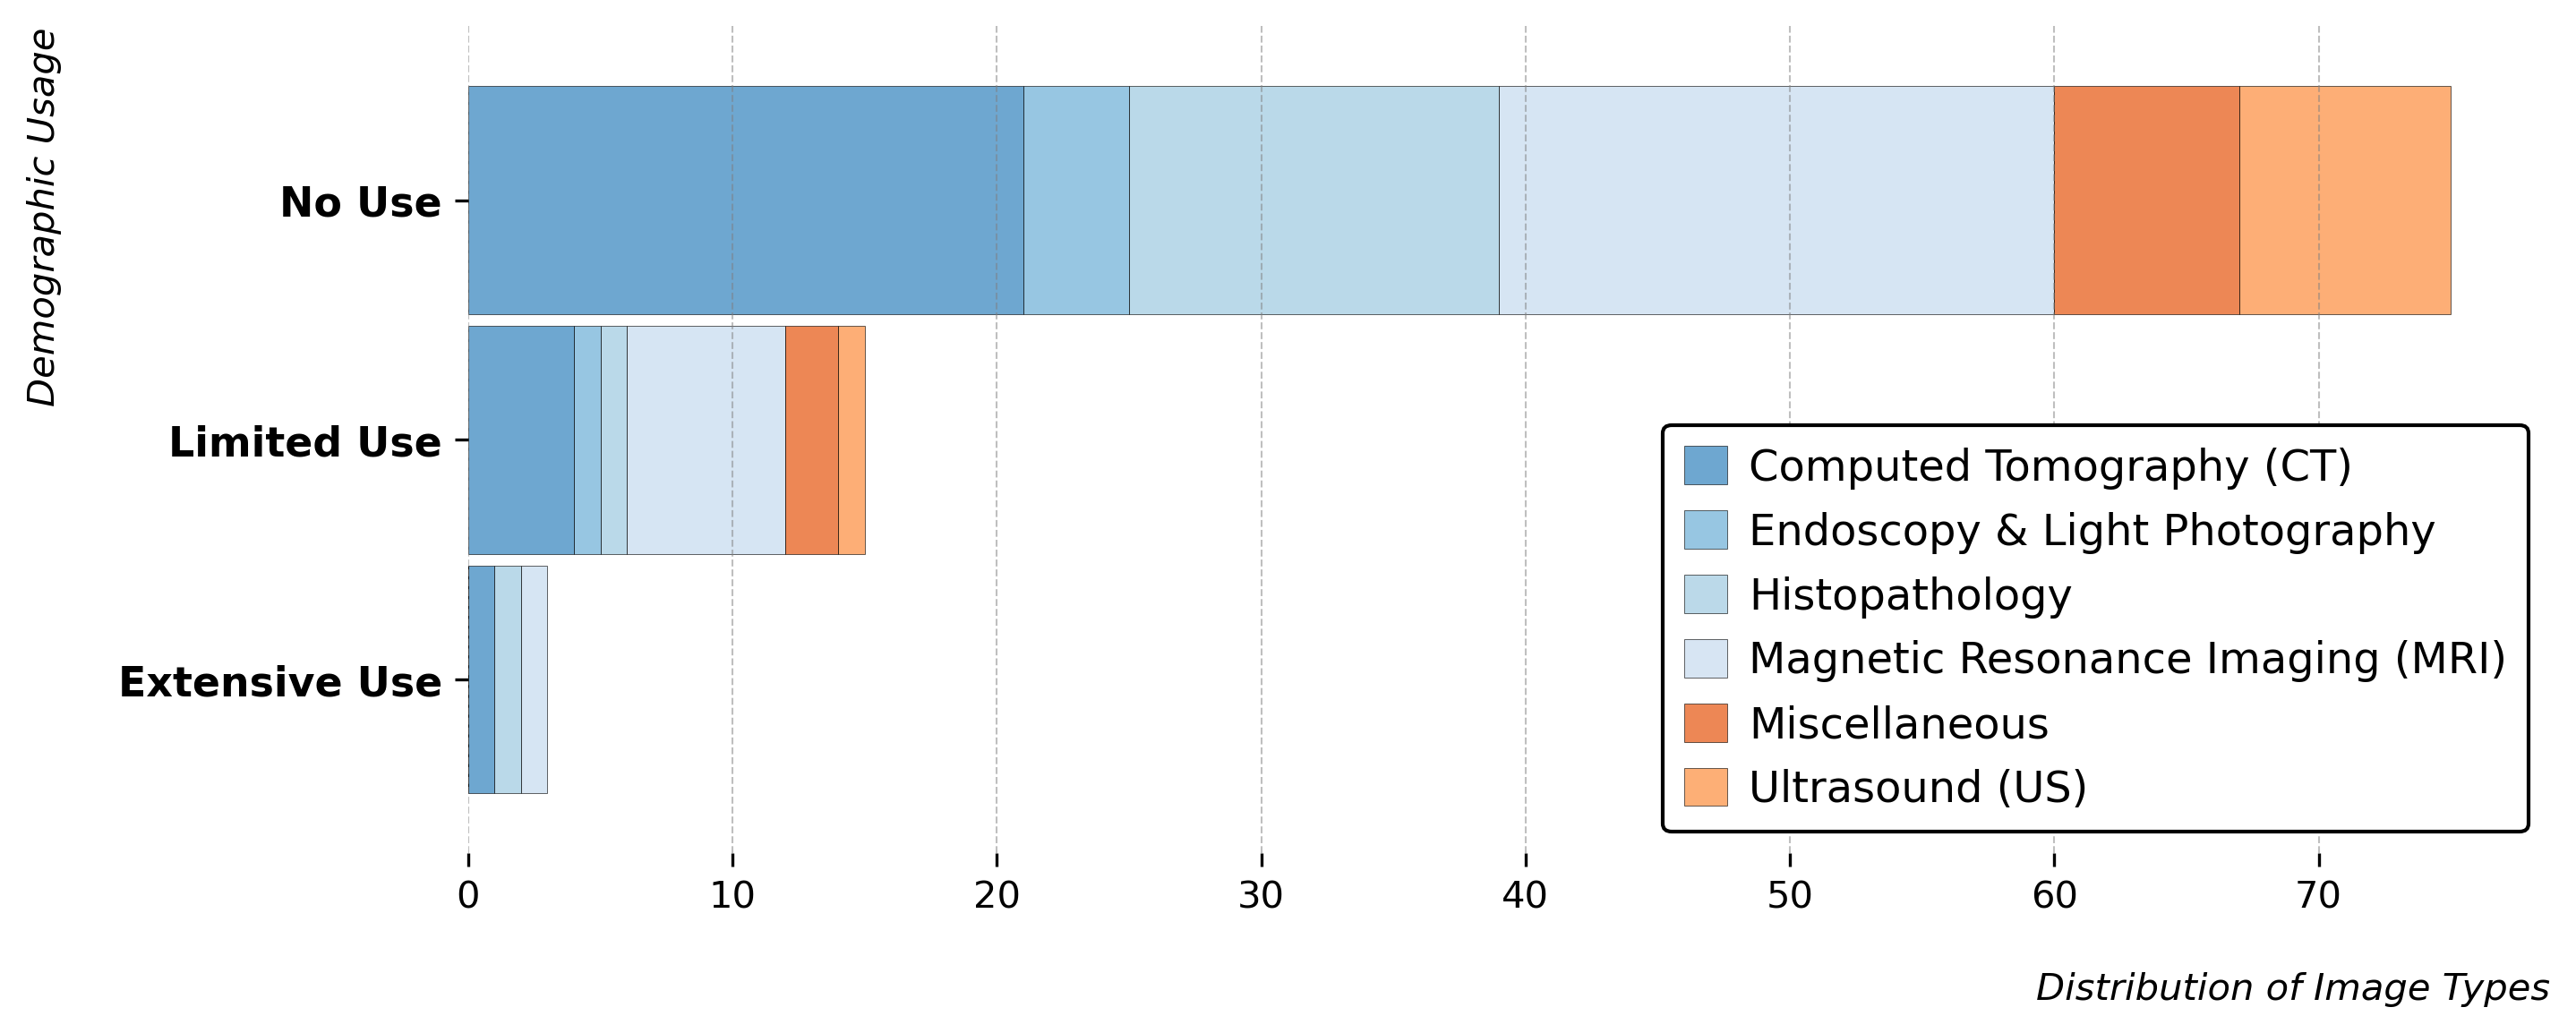 Demographic Usage
No Use
Limited Use
Extensive Use
Computed Tomography (CT)
Endoscopy & Light Photography
Histopathology
Magnetic Resonance Imaging (MRI)
Miscellaneous
Ultrasound (US)
0 10 20 30 40 50 60 70
Distribution of Image Types